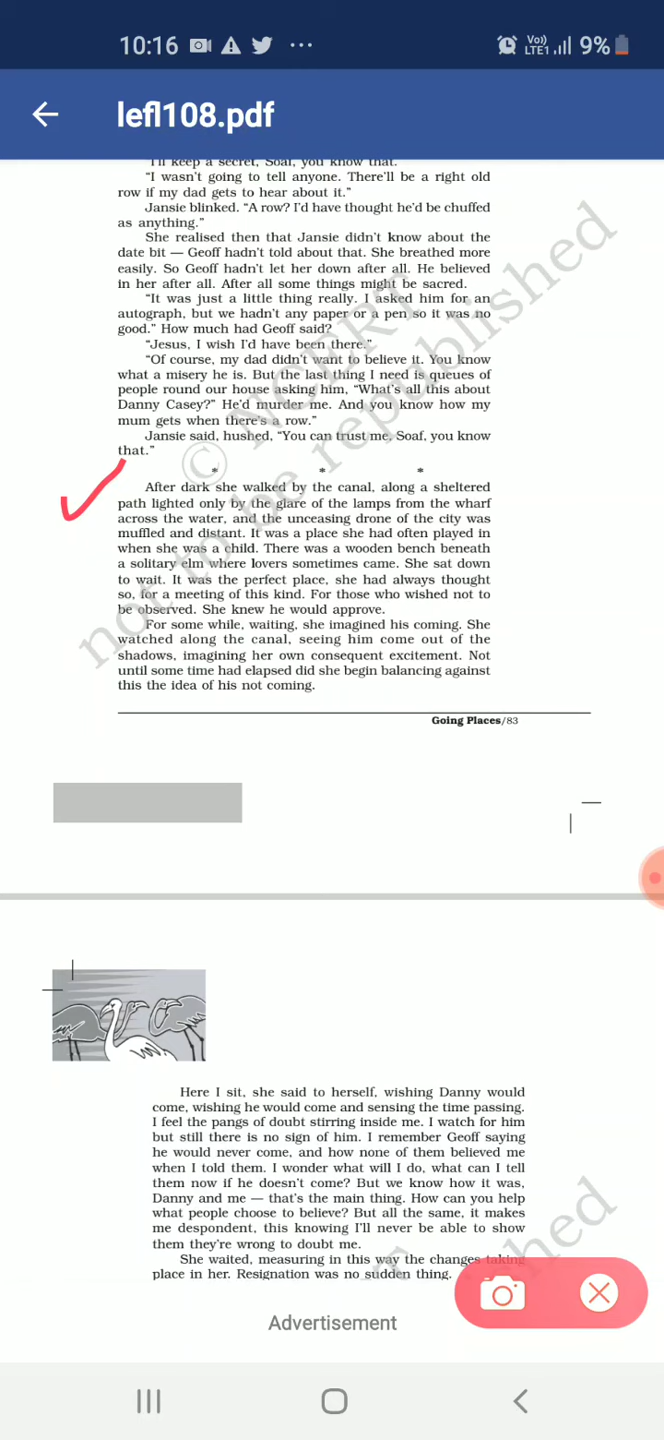 10:16 Vo)) LTE1 9%
lefl108.pdf
"I'll keep a secret, Soaf, you know that.
"I wasn't going to tell anyone. There'll be a right old
row if my dad gets to hear about it."
Jansie blinked. "A row? I'd have thought he'd be chuffed
as anything."
She realised then that Jansie didn't know about the
date bit — Geoff hadn't told about that. She breathed more
easily. So Geoff hadn't let her down after all. He believed
in her after all. After all some things might be sacred.
"It was just a little thing really. I asked him for an
autograph, but we hadn't any paper or a pen so it was no
good." How much had Geoff said?
"Jesus, I wish I'd have been there."
"Of course, my dad didn't want to believe it. You know
what a misery he is. But the last thing I need is queues of
people round our house asking him, "What's all this about
Danny Casey?" He'd murder me. And you know how my
mum gets when there's a row."
Jansie said, hushed, "You can trust me, Soaf, you know
that."
* * *
After dark she walked by the canal, along a sheltered
path lighted only by the glare of the lamps from the wharf
across the water, and the unceasing drone of the city was
muffled and distant. It was a place she had often played in
when she was a child. There was a wooden bench beneath
a solitary elm where lovers sometimes came. She sat down
to wait. It was the perfect place, she had always thought
so, for a meeting of this kind. For those who wished not to
be observed. She knew he would approve.
For some while, waiting, she imagined his coming. She
watched along the canal, seeing him come out of the
shadows, imagining her own consequent excitement. Not
until some time had elapsed did she begin balancing against
this the idea of his not coming.
© NCERT
not to be republished
Going Places/83
Here I sit, she said to herself, wishing Danny would
come, wishing he would come and sensing the time passing.
I feel the pangs of doubt stirring inside me. I watch for him
but still there is no sign of him. I remember Geoff saying
he would never come, and how none of them believed me
when I told them. I wonder what will I do, what can I tell
them now if he doesn't come? But we know how it was,
Danny and me — that's the main thing. How can you help
what people choose to believe? But all the same, it makes
me despondent, this knowing I'll never be able to show
them they're wrong to doubt me.
She waited, measuring in this way the changes taking
place in her. Resignation was no sudden thing.
shed
Advertisement